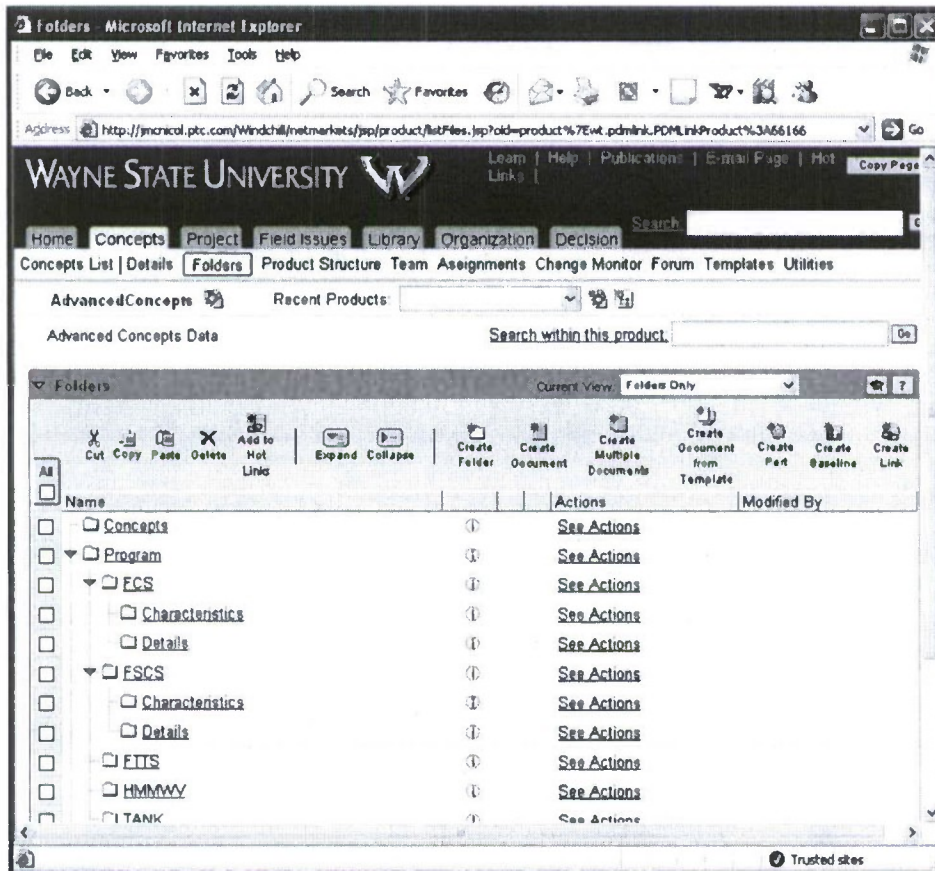 Folders - Microsoft Internet Explorer
File Edit View Favorites Tools Help
Back Search Favorites
Address http://jmcnicol.ptc.com/Windchill/netmarkets/jsp/product/listFiles.jsp?oid=product%7Ewt.pdmlink.PDMLinkProduct%3A66166 Go
WAYNE STATE UNIVERSITY
Learn | Help | Publications | E-mail Page | Hot Links |
Copy Page
Search:
Home Concepts Project Field Issues Library Organization Decision
Concepts List | Details Folders Product Structure Team Assignments Change Monitor Forum Templates Utilities
AdvancedConcepts Recent Products:
Advanced Concepts Data Search within this product: Go
Folders Current View: Folders Only ?
Cut Copy Paste Delete Add to Hot Links Expand Collapse Create Folder Create Document Create Multiple Documents Create Document from Template Create Part Create Baseline Create Link
All
Name Actions Modified By
Concepts See Actions
Program See Actions
FCS See Actions
Characteristics See Actions
Details See Actions
FSCS See Actions
Characteristics See Actions
Details See Actions
FTTS See Actions
HMMWV See Actions
TANK See Actions
Trusted sites